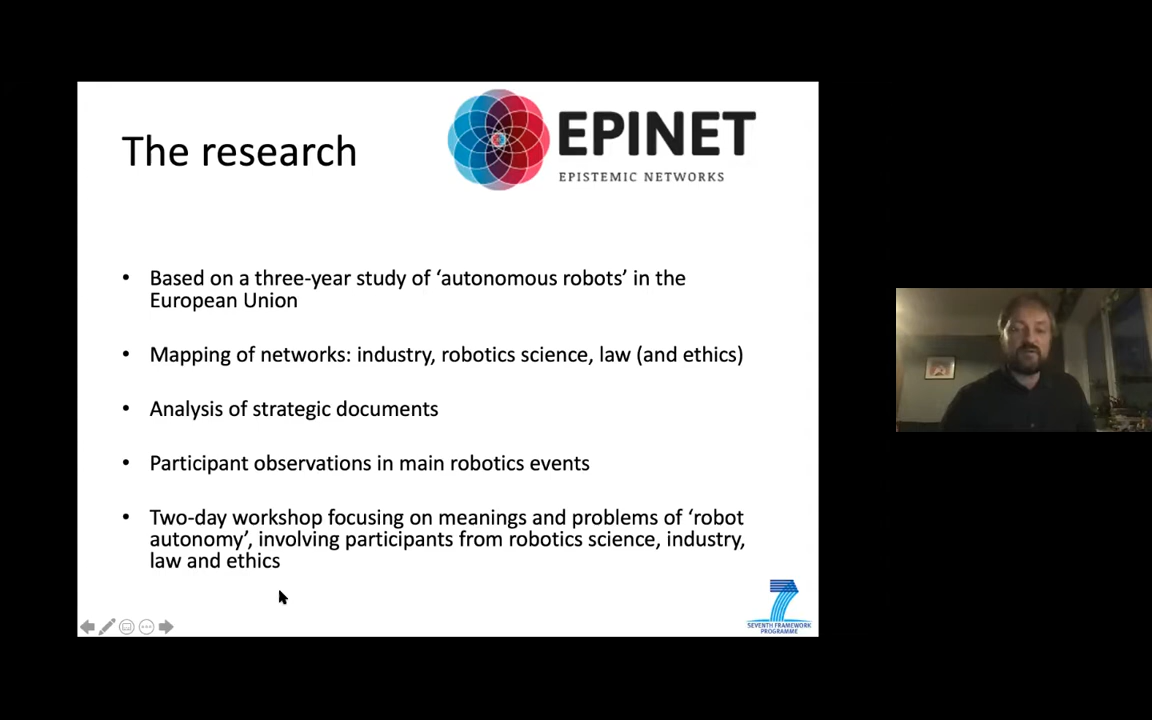 The research
EPINET
EPISTEMIC NETWORKS
• Based on a three-year study of ‘autonomous robots’ in the
European Union
• Mapping of networks: industry, robotics science, law (and ethics)
• Analysis of strategic documents
• Participant observations in main robotics events
• Two-day workshop focusing on meanings and problems of ‘robot
autonomy’, involving participants from robotics science, industry,
law and ethics
7
SEVENTH FRAMEWORK
PROGRAMME